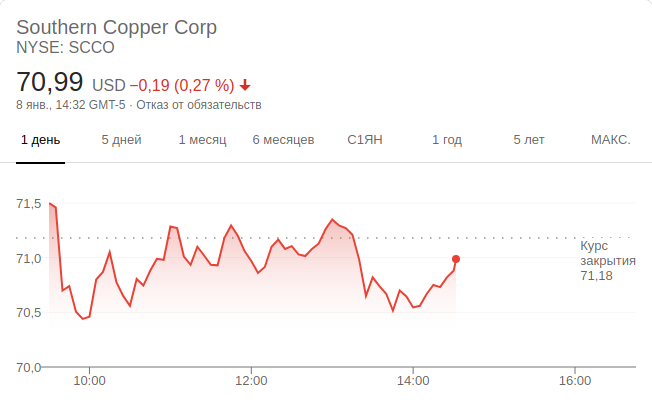 Southern Copper Corp
NYSE: SCCO
70,99 USD −0,19 (0,27 %)
8 янв., 14:32 GMT-5 · Отказ от обязательств
1 день 5 дней 1 месяц 6 месяцев С1ЯН 1 год 5 лет МАКС.
71,5
71,0
70,5
70,0
Курс
закрытия
71,18
10:00 12:00 14:00 16:00